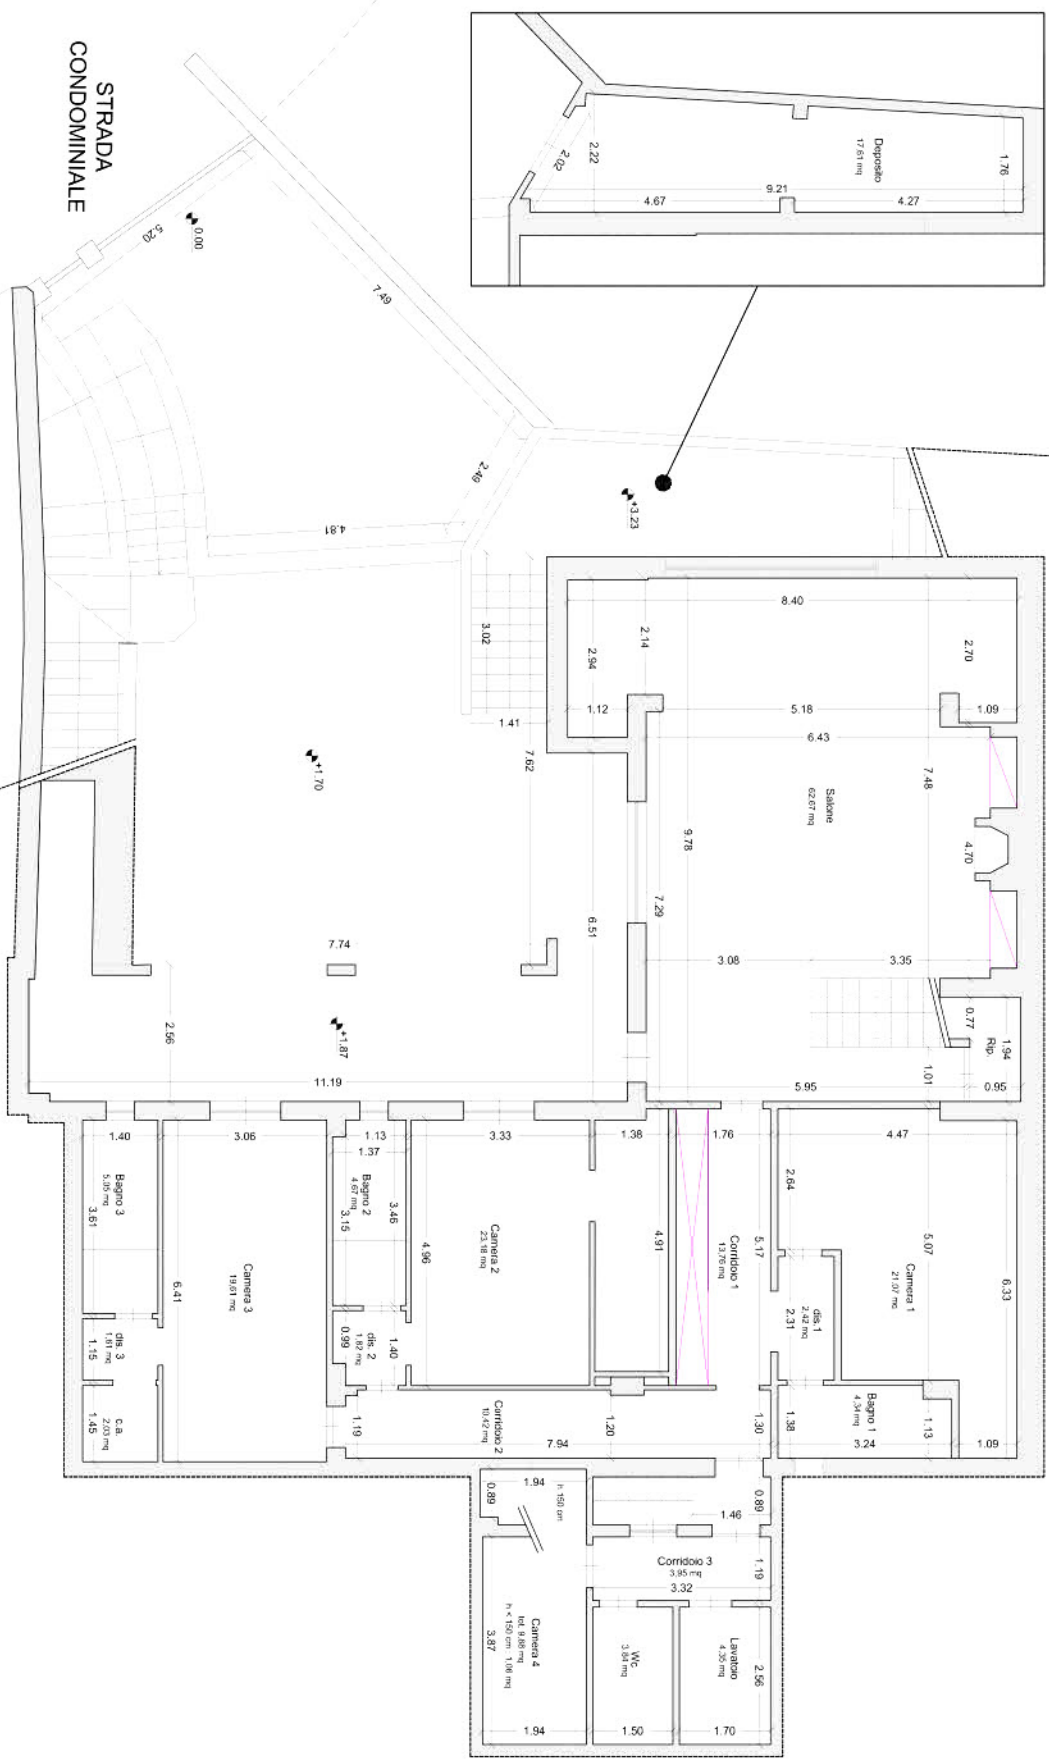 STRADA
CONDOMINIALE
5.20
0.00
7.49
2.49
4.81
2.02
2.22
4.67
9.21
4.27
Deposito
17.61 mq
1.76
+3.23
3.02
1.41
7.62
+1.70
8.40
2.94
2.14
2.70
1.12
5.18
1.09
6.43
7.48
Salone
62.67 mq
9.78
4.70
7.29
6.51
3.08
3.35
7.74
2.56
+1.87
11.19
0.77
Rip.
1.94
5.95
1.01
0.95
1.40
3.06
1.13
1.37
3.33
1.38
1.76
4.47
Bagno 3
5.05 mq
3.61
Camera 3
19.61 mq
6.41
Bagno 2
4.67 mq
3.15
3.46
Camera 2
23.18 mq
4.96
4.91
Corridoio 1
13.76 mq
5.17
2.64
5.07
Camera 1
21.07 mq
6.33
dis. 3
1.61 mq
1.15
dis. 2
1.82 mq
0.99
1.40
dis.1
2.42 mq
2.31
c.a.
2.03 mq
1.45
1.19
Corridoio 2
10.42 mq
7.94
1.20
1.30
1.38
Bagno 1
4.34 mq
1.13
3.24
1.09
1.94
h 150 cm
0.89
1.46
0.89
Corridoio 3
3.95 mq
3.32
1.19
Camera 4
tot. 9.88 mq
h < 150 cm : 1.06 mq
3.87
1.94
Wc
3.84 mq
1.50
Lavatoio
4.35 mq
2.56
1.70